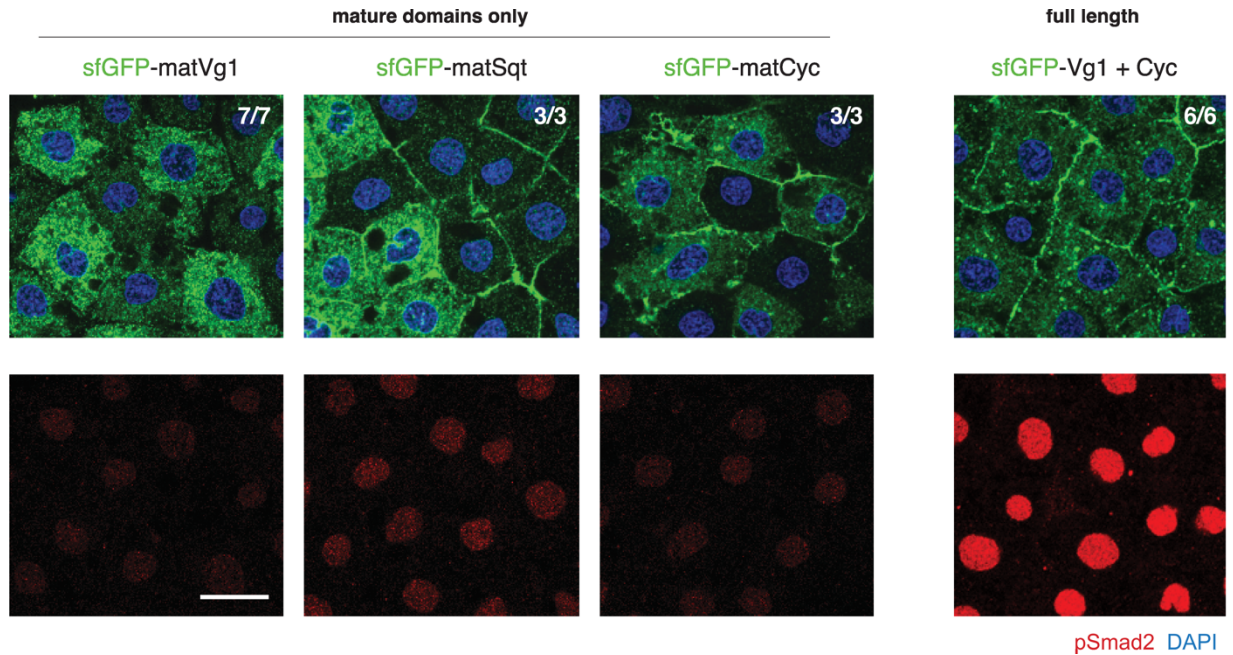 mature domains only
full length
sfGFP-matVg1
sfGFP-matSqt
sfGFP-matCyc
sfGFP-Vg1 + Cyc
7/7
3/3
3/3
6/6
pSmad2 DAPI